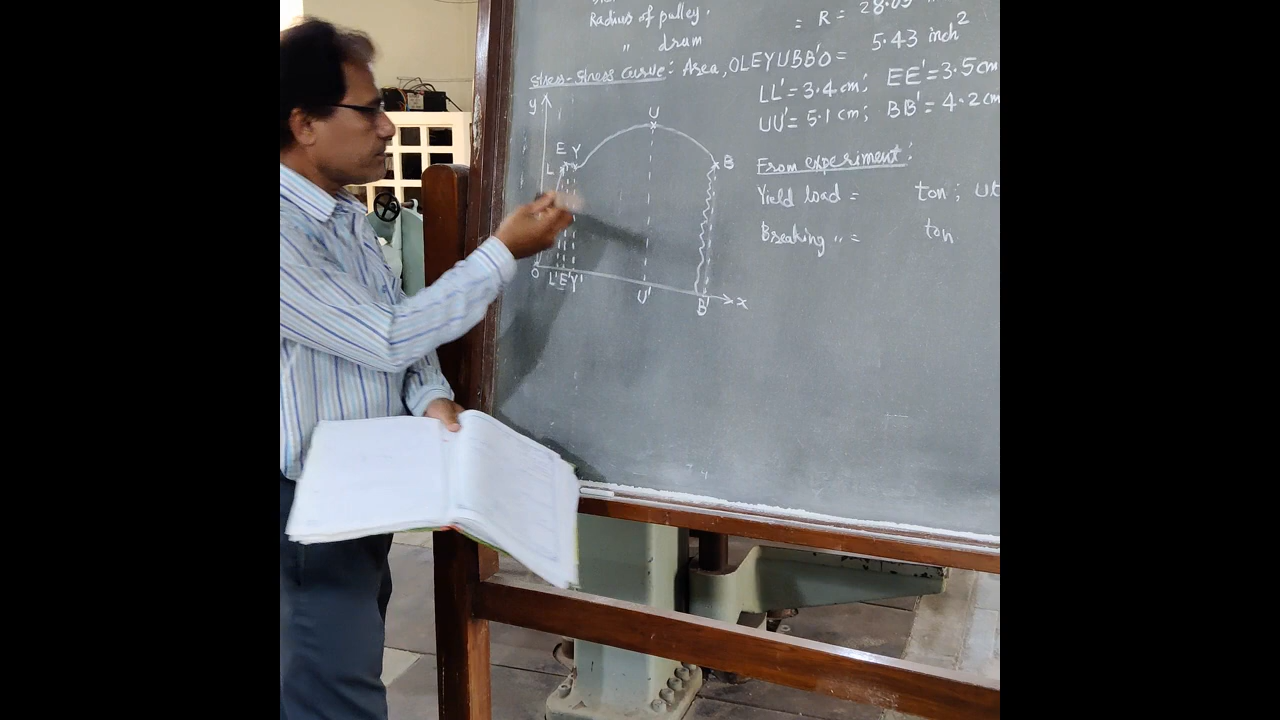 Radius of pulley,
= R = 28.09
" drum
5.43 inch²
Stress-Stress Curve: Area, OLEYUBB'O =
LL' = 3.4 cm; EE' = 3.5 cm
UU' = 5.1 cm; BB' = 4.2 cm
y
U
E Y
L
B
From experiment:
Yield load = ton; Ut
Breaking " = ton
O L' E' Y' U' B' x